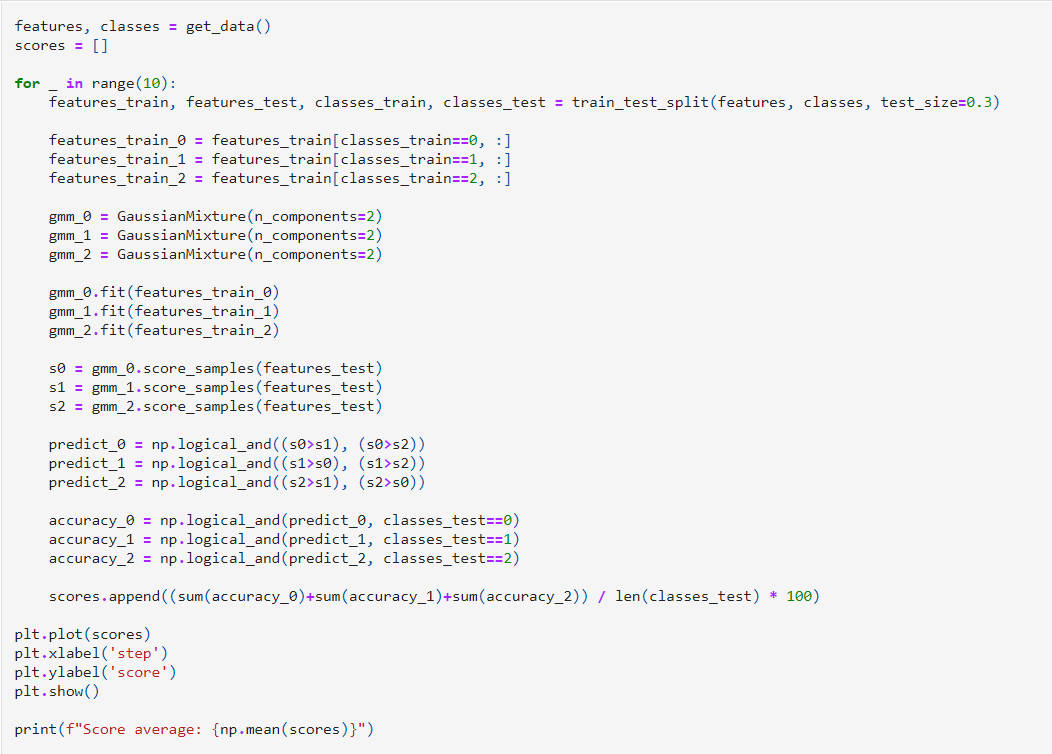 features, classes = get_data()
scores = []
for _ in range(10):
    features_train, features_test, classes_train, classes_test = train_test_split(features, classes, test_size=0.3)
    features_train_0 = features_train[classes_train==0, :]
    features_train_1 = features_train[classes_train==1, :]
    features_train_2 = features_train[classes_train==2, :]
    gmm_0 = GaussianMixture(n_components=2)
    gmm_1 = GaussianMixture(n_components=2)
    gmm_2 = GaussianMixture(n_components=2)
    gmm_0.fit(features_train_0)
    gmm_1.fit(features_train_1)
    gmm_2.fit(features_train_2)
    s0 = gmm_0.score_samples(features_test)
    s1 = gmm_1.score_samples(features_test)
    s2 = gmm_2.score_samples(features_test)
    predict_0 = np.logical_and((s0>s1), (s0>s2))
    predict_1 = np.logical_and((s1>s0), (s1>s2))
    predict_2 = np.logical_and((s2>s1), (s2>s0))
    accuracy_0 = np.logical_and(predict_0, classes_test==0)
    accuracy_1 = np.logical_and(predict_1, classes_test==1)
    accuracy_2 = np.logical_and(predict_2, classes_test==2)
    scores.append((sum(accuracy_0)+sum(accuracy_1)+sum(accuracy_2)) / len(classes_test) * 100)
plt.plot(scores)
plt.xlabel('step')
plt.ylabel('score')
plt.show()
print(f"Score average: {np.mean(scores)}")